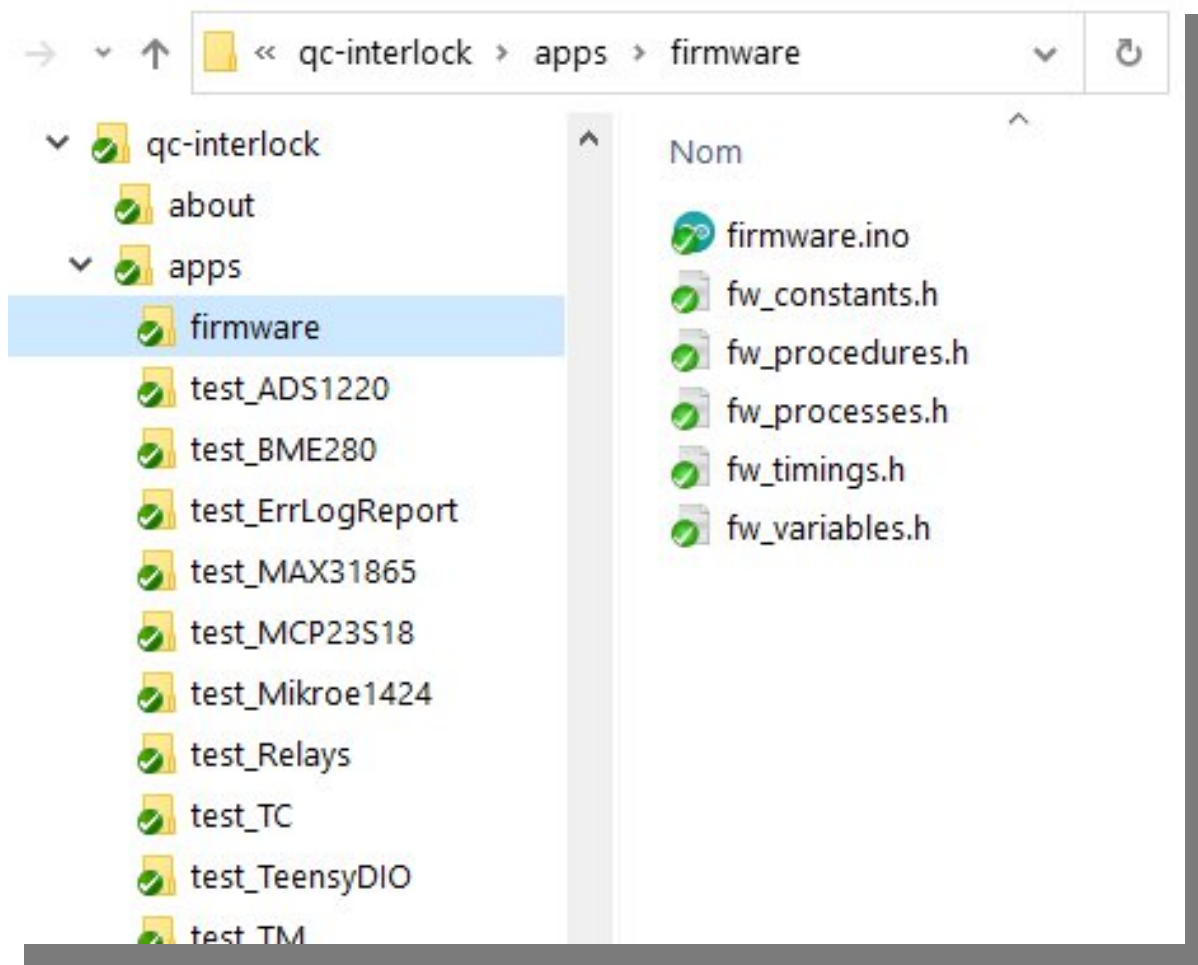 « qc-interlock > apps > firmware
qc-interlock
about
apps
firmware
test_ADS1220
test_BME280
test_ErrLogReport
test_MAX31865
test_MCP23S18
test_Mikroe1424
test_Relays
test_TC
test_TeensyDIO
test_TM
Nom
firmware.ino
fw_constants.h
fw_procedures.h
fw_processes.h
fw_timings.h
fw_variables.h